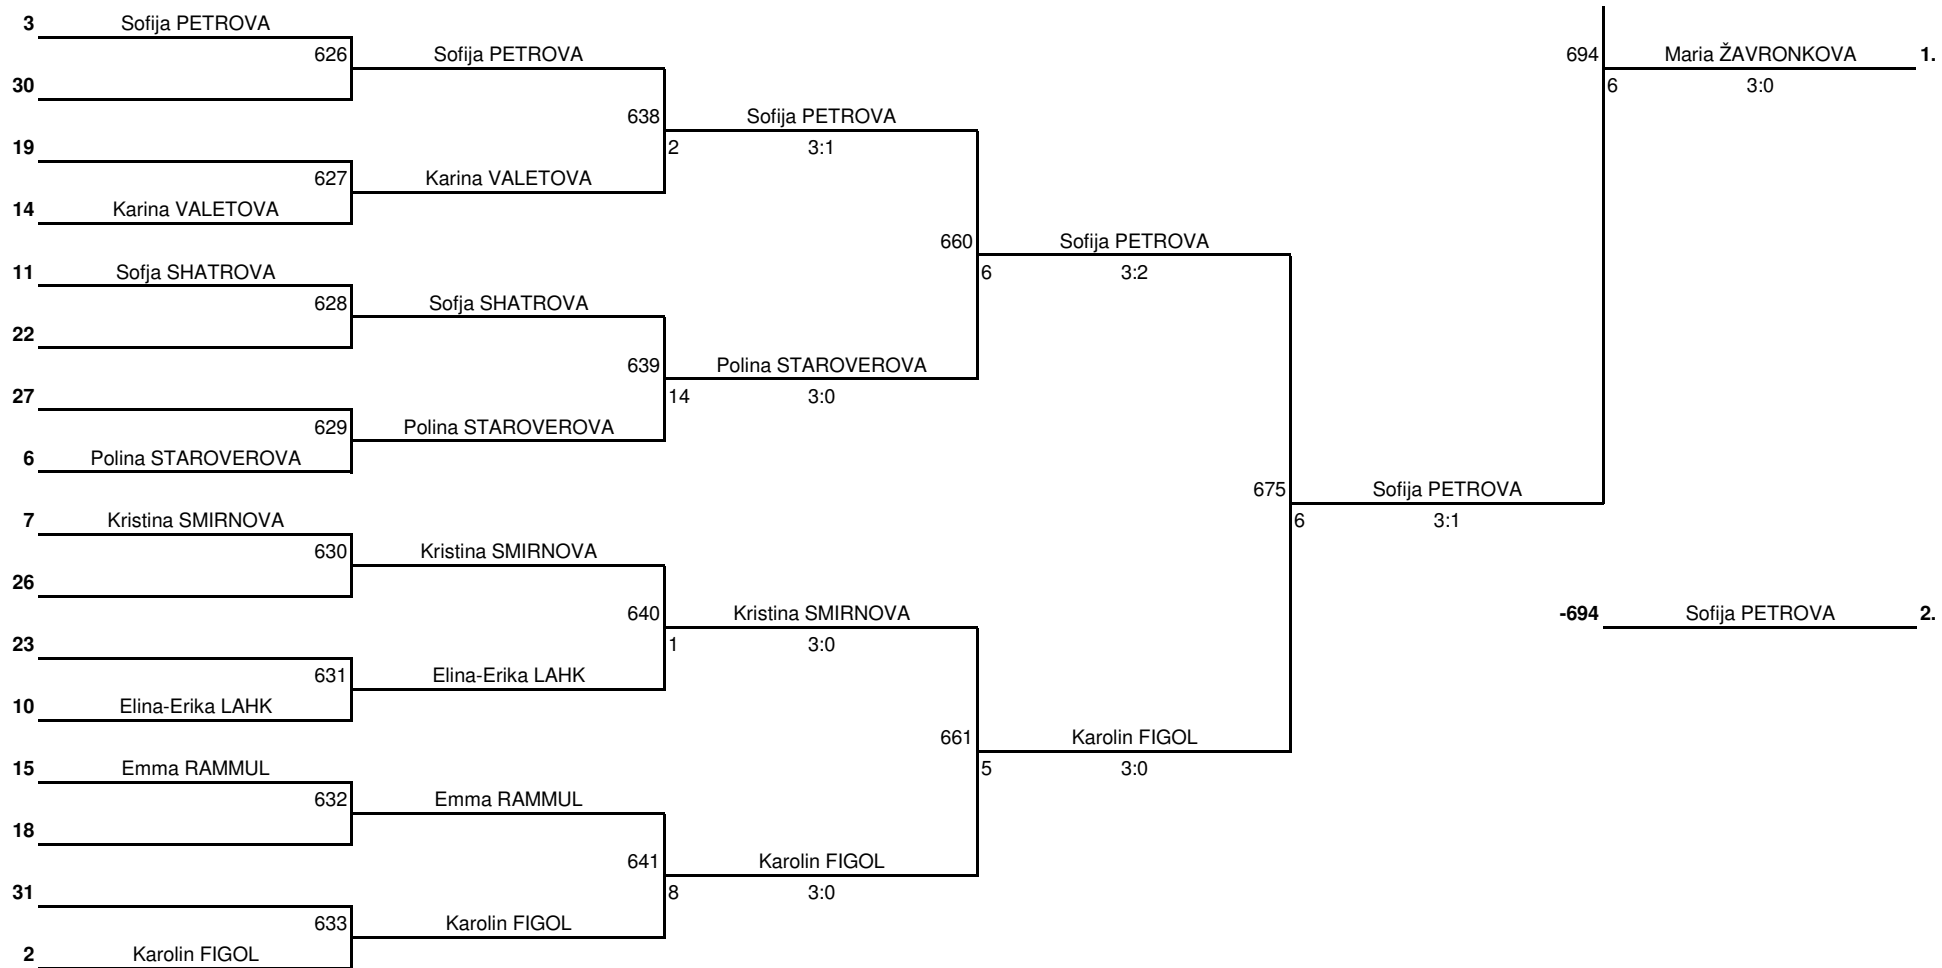 3 Sofija PETROVA
626 Sofija PETROVA 694 Maria ŽAVRONKOVA 1.
30 6 3:0
638 Sofija PETROVA
19 2 3:1
627 Karina VALETOVA
14 Karina VALETOVA
660 Sofija PETROVA
11 Sofja SHATROVA 6 3:2
628 Sofja SHATROVA
22
639 Polina STAROVEROVA
27 14 3:0
629 Polina STAROVEROVA
6 Polina STAROVEROVA
675 Sofija PETROVA
7 Kristina SMIRNOVA 6 3:1
630 Kristina SMIRNOVA
26
640 Kristina SMIRNOVA -694 Sofija PETROVA 2.
23 1 3:0
631 Elina-Erika LAHK
10 Elina-Erika LAHK
661 Karolin FIGOL
15 Emma RAMMUL 5 3:0
632 Emma RAMMUL
18
641 Karolin FIGOL
31 8 3:0
633 Karolin FIGOL
2 Karolin FIGOL